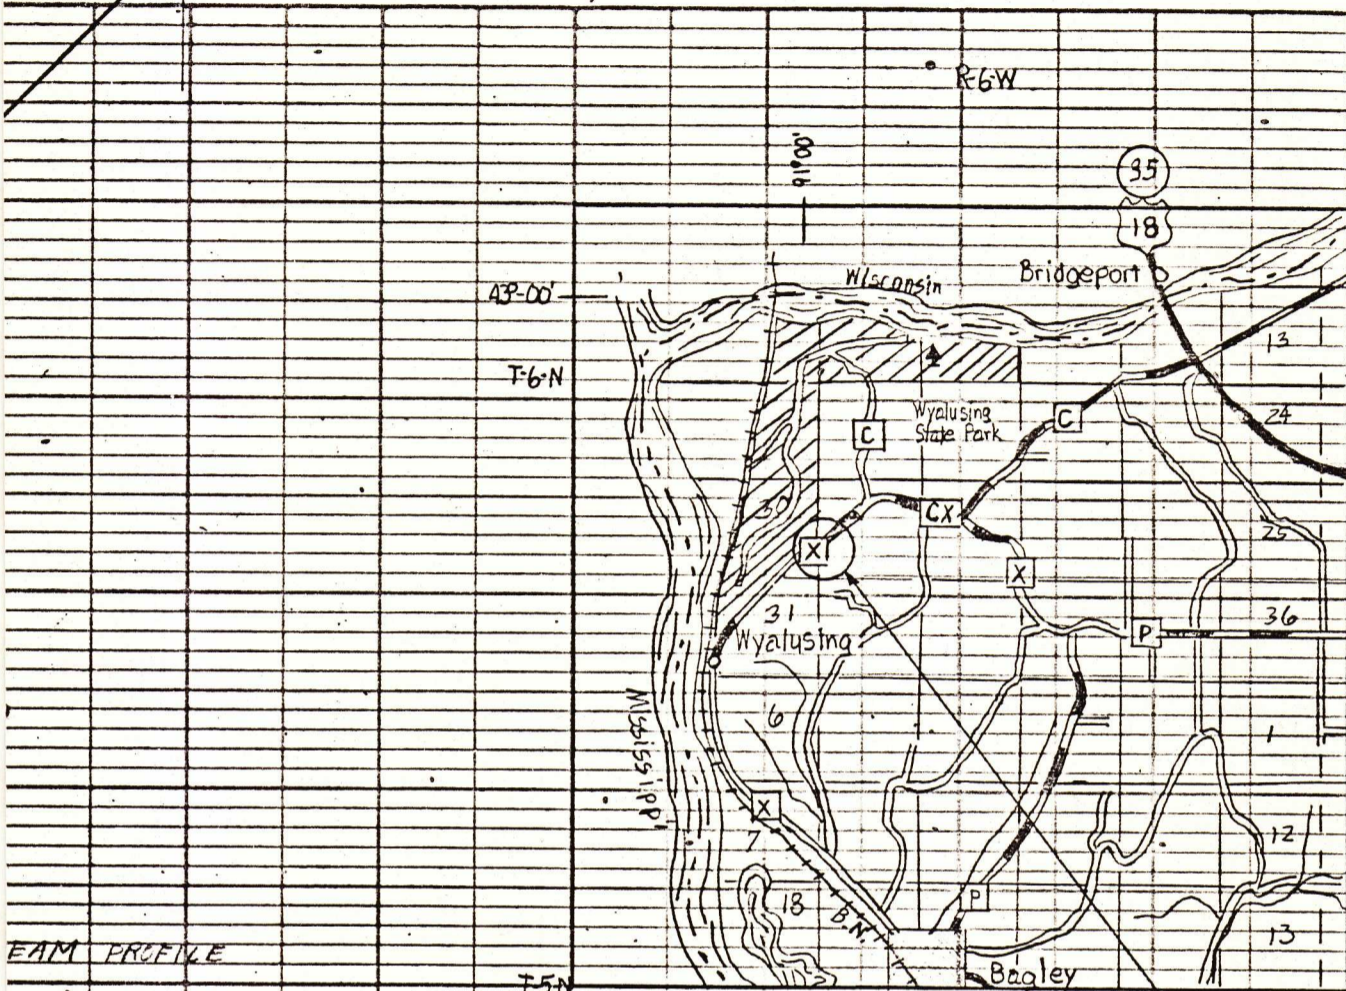 R-6-W
91°00'
35
18
Bridgeport
Wisconsin
43°-00'
13
T-6-N
Wyalusing
State Park
C
C
24
30
CX
25
X
X
31
36
Wyalusing
P
Mississippi
6
1
X
7
12
18
B.N.
P
13
EAM PROFILE
T-5-N
Bagley